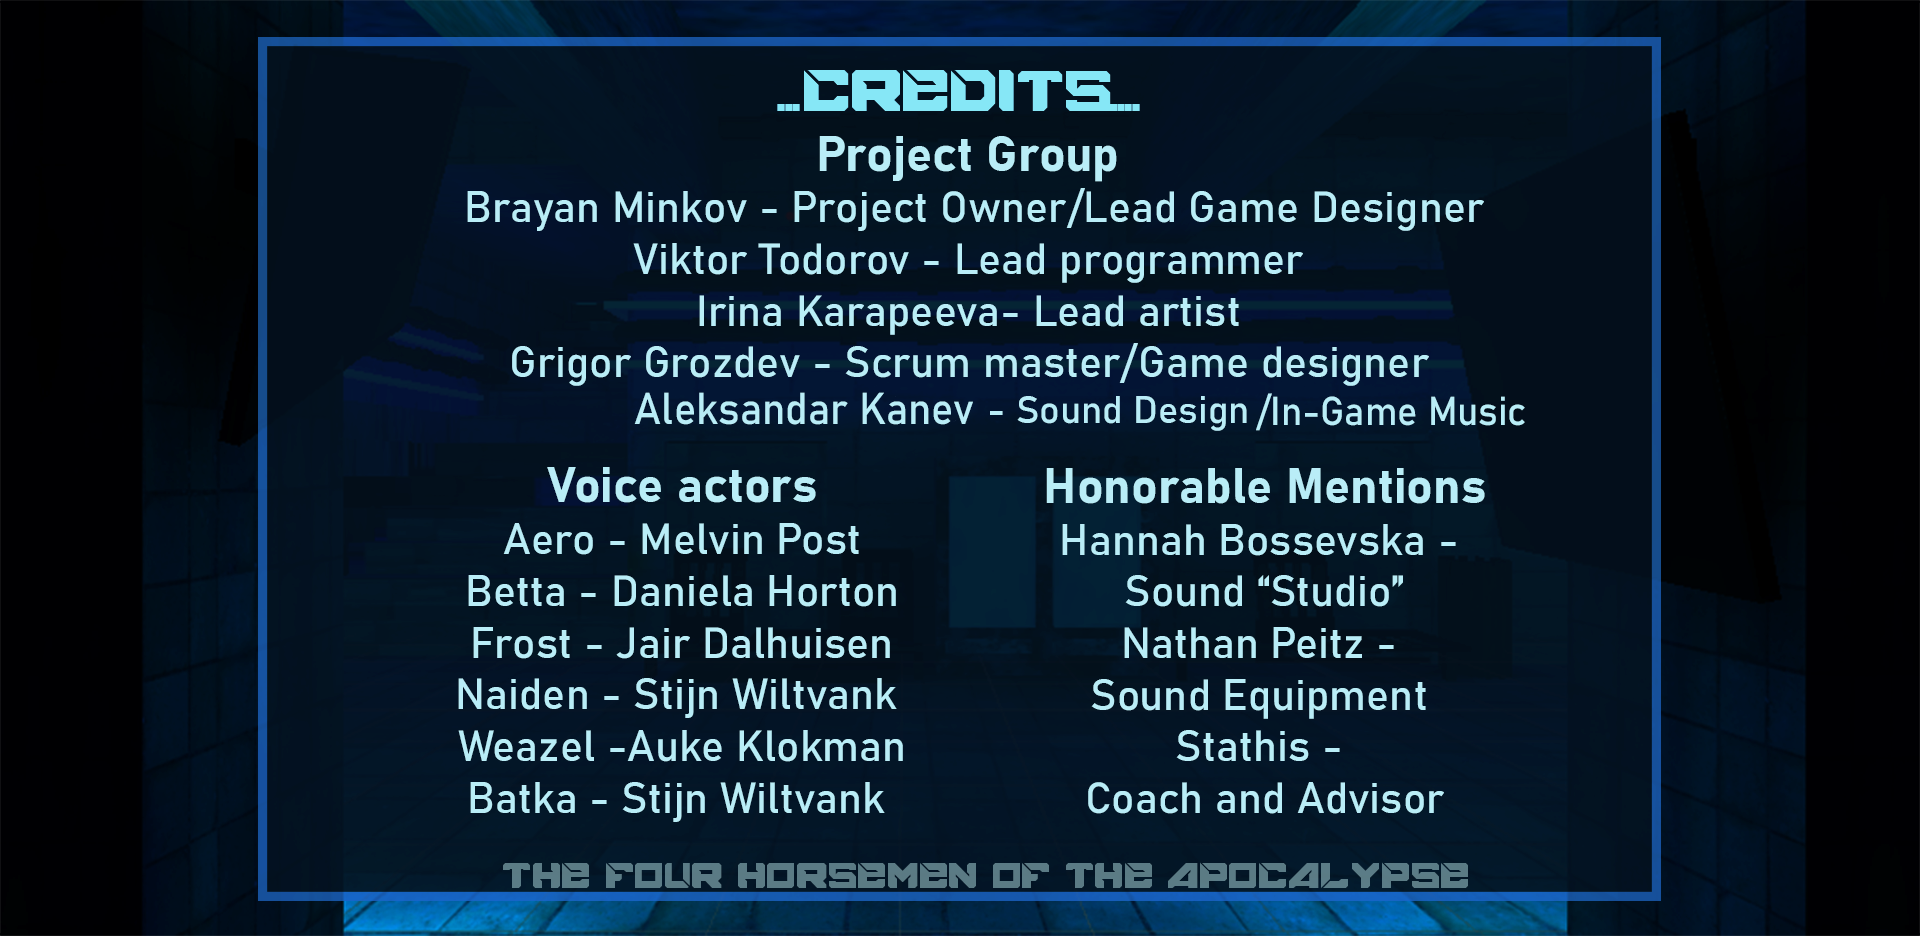 ...CREDITS...
Project Group
Brayan Minkov - Project Owner/Lead Game Designer
Viktor Todorov - Lead programmer
Irina Karapeeva- Lead artist
Grigor Grozdev - Scrum master/Game designer
Aleksandar Kanev - Sound Design /In-Game Music
Voice actors
Aero - Melvin Post
Betta - Daniela Horton
Frost - Jair Dalhuisen
Naiden - Stijn Wiltvank
Weazel -Auke Klokman
Batka - Stijn Wiltvank
Honorable Mentions
Hannah Bossevska -
Sound “Studio”
Nathan Peitz -
Sound Equipment
Stathis -
Coach and Advisor
THE FOUR HORSEMEN OF THE APOCALYPSE